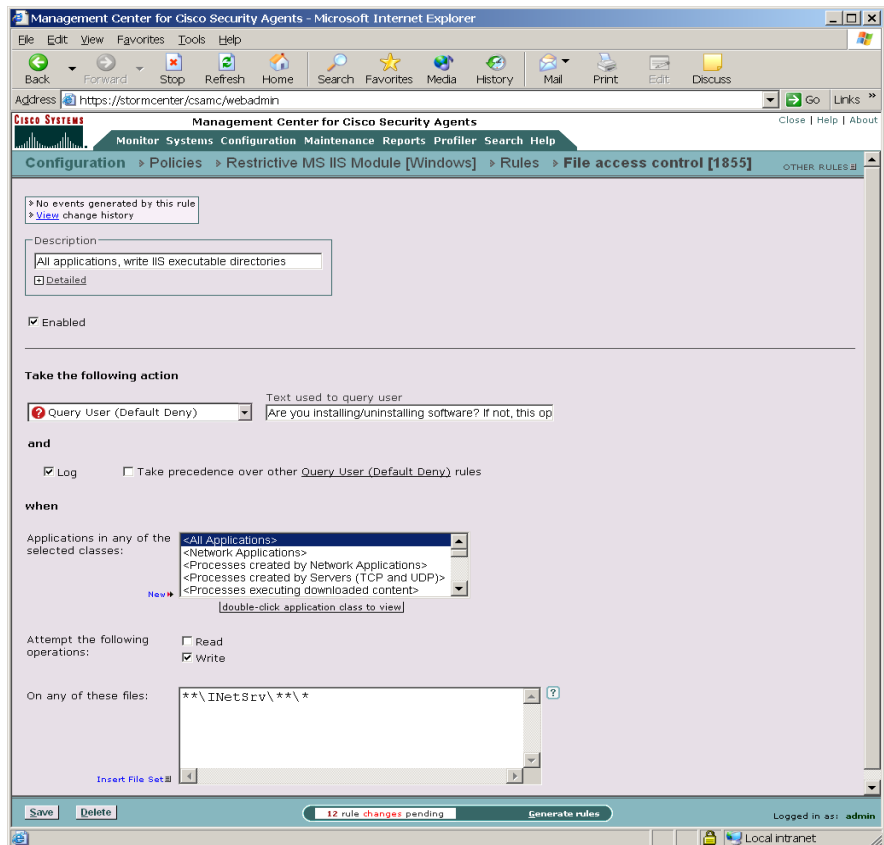 Management Center for Cisco Security Agents - Microsoft Internet Explorer
File Edit View Favorites Tools Help
Back Forward Stop Refresh Home Search Favorites Media History Mail Print Edit Discuss
Address https://stormcenter/csamc/webadmin Go Links »
CISCO SYSTEMS Management Center for Cisco Security Agents Close | Help | About
Monitor Systems Configuration Maintenance Reports Profiler Search Help
Configuration > Policies > Restrictive MS IIS Module [Windows] > Rules > File access control [1855] OTHER RULES
> No events generated by this rule
> View change history
Description
All applications, write IIS executable directories
+ Detailed
Enabled
Take the following action
Text used to query user
? Query User (Default Deny) Are you installing/uninstalling software? If not, this op
and
Log Take precedence over other Query User (Default Deny) rules
when
Applications in any of the
selected classes:
<All Applications>
<Network Applications>
<Processes created by Network Applications>
<Processes created by Servers (TCP and UDP)>
<Processes executing downloaded content>
New
double-click application class to view
Attempt the following
operations:
Read
Write
On any of these files: **\INetSrv\**\* ?
Insert File Set
Save Delete 12 rule changes pending Generate rules Logged in as: admin
Local intranet